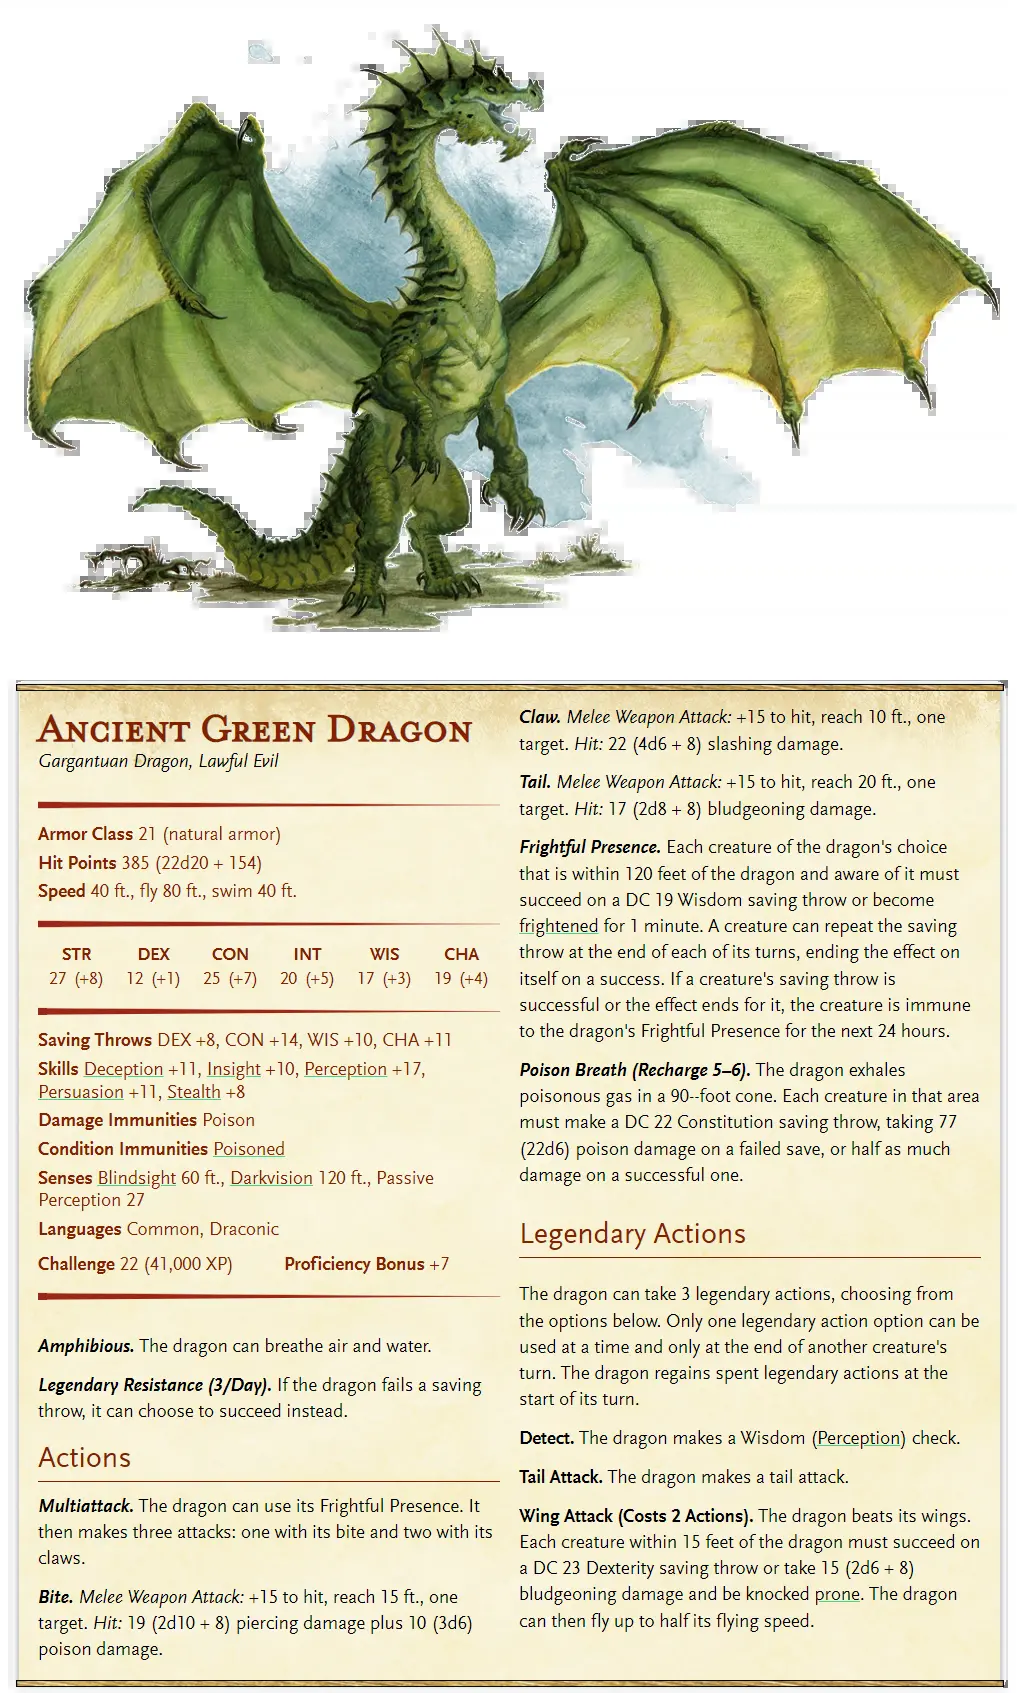 Ancient Green Dragon
Gargantuan Dragon, Lawful Evil
Armor Class 21 (natural armor)
Hit Points 385 (22d20 + 154)
Speed 40 ft., fly 80 ft., swim 40 ft.
STR DEX CON INT WIS CHA
27 (+8) 12 (+1) 25 (+7) 20 (+5) 17 (+3) 19 (+4)
Saving Throws DEX +8, CON +14, WIS +10, CHA +11
Skills Deception +11, Insight +10, Perception +17,
Persuasion +11, Stealth +8
Damage Immunities Poison
Condition Immunities Poisoned
Senses Blindsight 60 ft., Darkvision 120 ft., Passive
Perception 27
Languages Common, Draconic
Challenge 22 (41,000 XP) Proficiency Bonus +7
Amphibious. The dragon can breathe air and water.
Legendary Resistance (3/Day). If the dragon fails a saving
throw, it can choose to succeed instead.
Actions
Multiattack. The dragon can use its Frightful Presence. It
then makes three attacks: one with its bite and two with its
claws.
Bite. Melee Weapon Attack: +15 to hit, reach 15 ft., one
target. Hit: 19 (2d10 + 8) piercing damage plus 10 (3d6)
poison damage.
Claw. Melee Weapon Attack: +15 to hit, reach 10 ft., one
target. Hit: 22 (4d6 + 8) slashing damage.
Tail. Melee Weapon Attack: +15 to hit, reach 20 ft., one
target. Hit: 17 (2d8 + 8) bludgeoning damage.
Frightful Presence. Each creature of the dragon's choice
that is within 120 feet of the dragon and aware of it must
succeed on a DC 19 Wisdom saving throw or become
frightened for 1 minute. A creature can repeat the saving
throw at the end of each of its turns, ending the effect on
itself on a success. If a creature's saving throw is
successful or the effect ends for it, the creature is immune
to the dragon's Frightful Presence for the next 24 hours.
Poison Breath (Recharge 5–6). The dragon exhales
poisonous gas in a 90--foot cone. Each creature in that area
must make a DC 22 Constitution saving throw, taking 77
(22d6) poison damage on a failed save, or half as much
damage on a successful one.
Legendary Actions
The dragon can take 3 legendary actions, choosing from
the options below. Only one legendary action option can be
used at a time and only at the end of another creature's
turn. The dragon regains spent legendary actions at the
start of its turn.
Detect. The dragon makes a Wisdom (Perception) check.
Tail Attack. The dragon makes a tail attack.
Wing Attack (Costs 2 Actions). The dragon beats its wings.
Each creature within 15 feet of the dragon must succeed on
a DC 23 Dexterity saving throw or take 15 (2d6 + 8)
bludgeoning damage and be knocked prone. The dragon
can then fly up to half its flying speed.